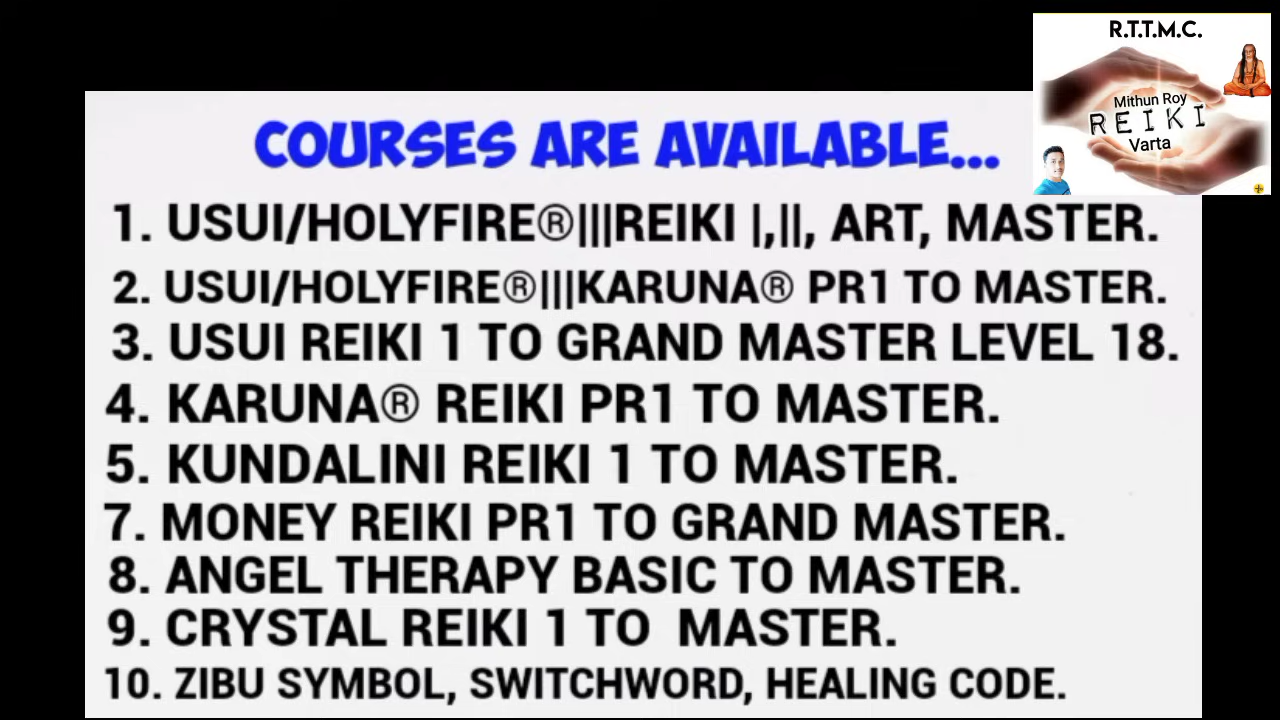 R.T.T.M.C.
Mithun Roy
REIKI
Varta
COURSES ARE AVAILABLE...
1. USUI/HOLYFIRE®|||REIKI |,||, ART, MASTER.
2. USUI/HOLYFIRE®|||KARUNA® PR1 TO MASTER.
3. USUI REIKI 1 TO GRAND MASTER LEVEL 18.
4. KARUNA® REIKI PR1 TO MASTER.
5. KUNDALINI REIKI 1 TO MASTER.
7. MONEY REIKI PR1 TO GRAND MASTER.
8. ANGEL THERAPY BASIC TO MASTER.
9. CRYSTAL REIKI 1 TO MASTER.
10. ZIBU SYMBOL, SWITCHWORD, HEALING CODE.